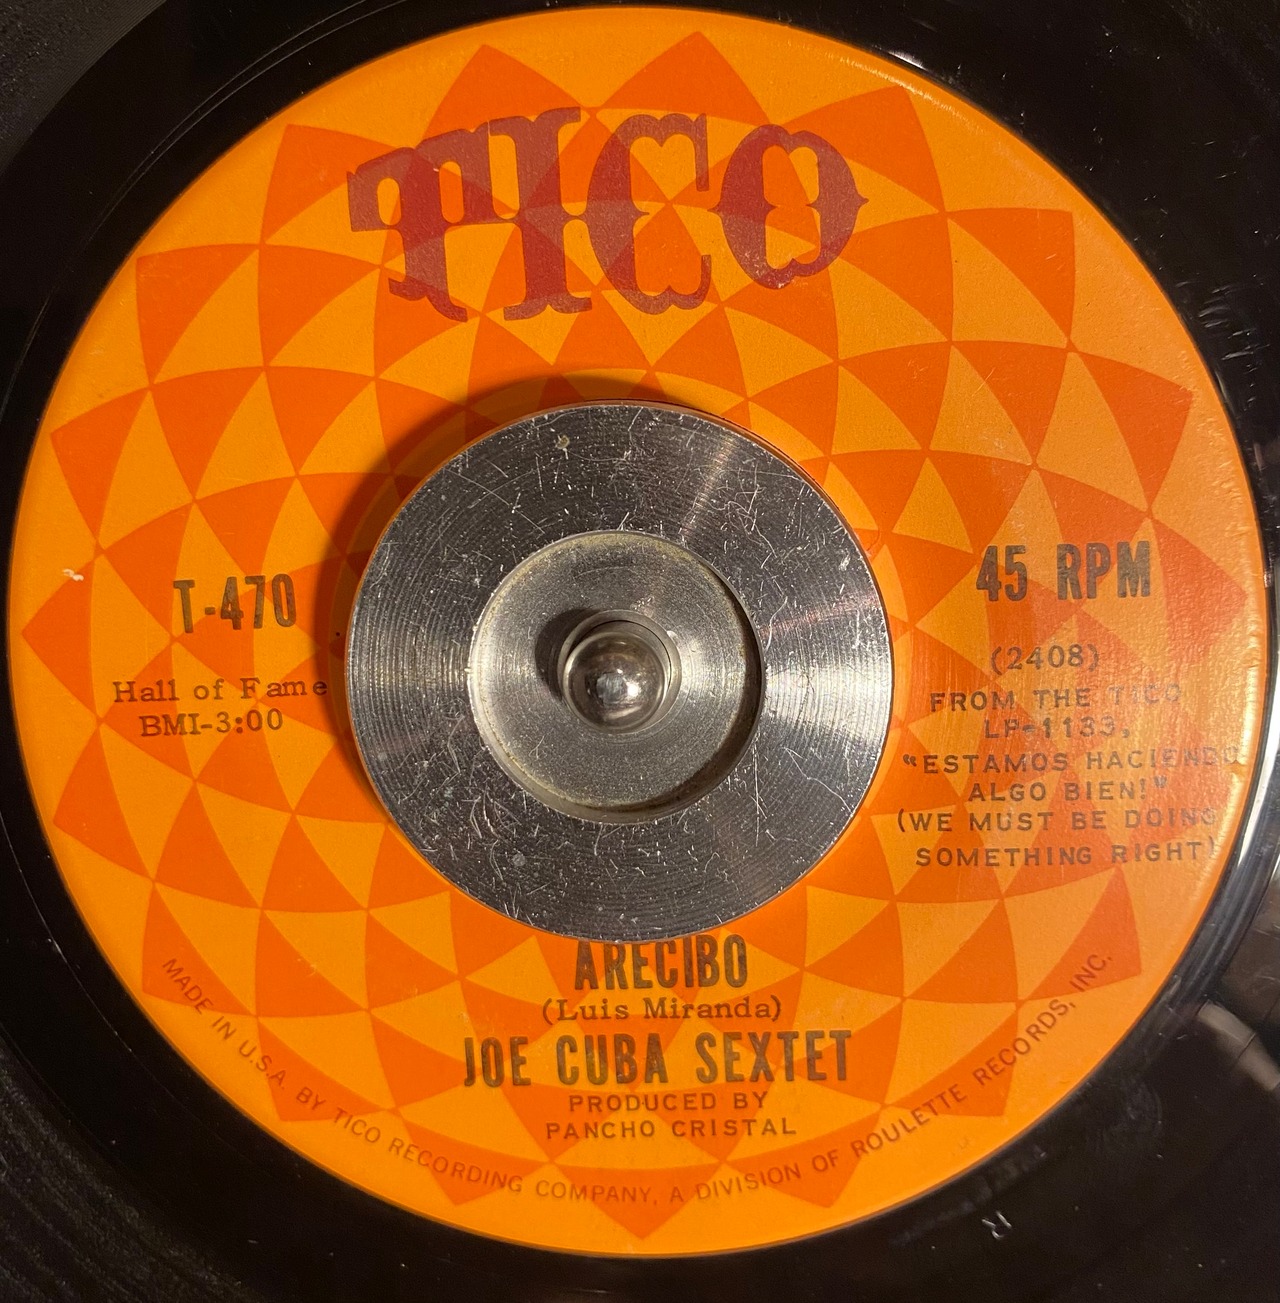 TICO
T-470
Hall of Fame
BMI-3:00
45 RPM
(2408)
FROM THE TICO
LP-1133,
“ESTAMOS HACIENDO
ALGO BIEN!”
(WE MUST BE DOING
SOMETHING RIGHT)
ARECIBO
(Luis Miranda)
JOE CUBA SEXTET
PRODUCED BY
PANCHO CRISTAL
MADE IN U.S.A. BY TICO RECORDING COMPANY, A DIVISION OF ROULETTE RECORDS, INC.